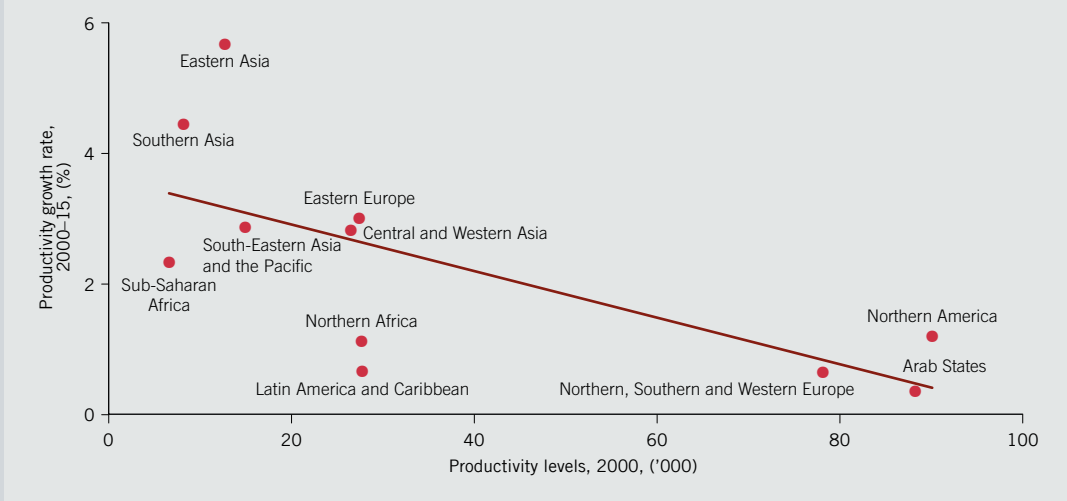 6
Eastern Asia
Southern Asia
4
Productivity growth rate,
2000–15, (%)
Eastern Europe
Central and Western Asia
South-Eastern Asia
and the Pacific
2
Sub-Saharan
Africa
Northern Africa
Northern America
Arab States
Latin America and Caribbean
Northern, Southern and Western Europe
0
0
20
40
60
80
100
Productivity levels, 2000, ('000)